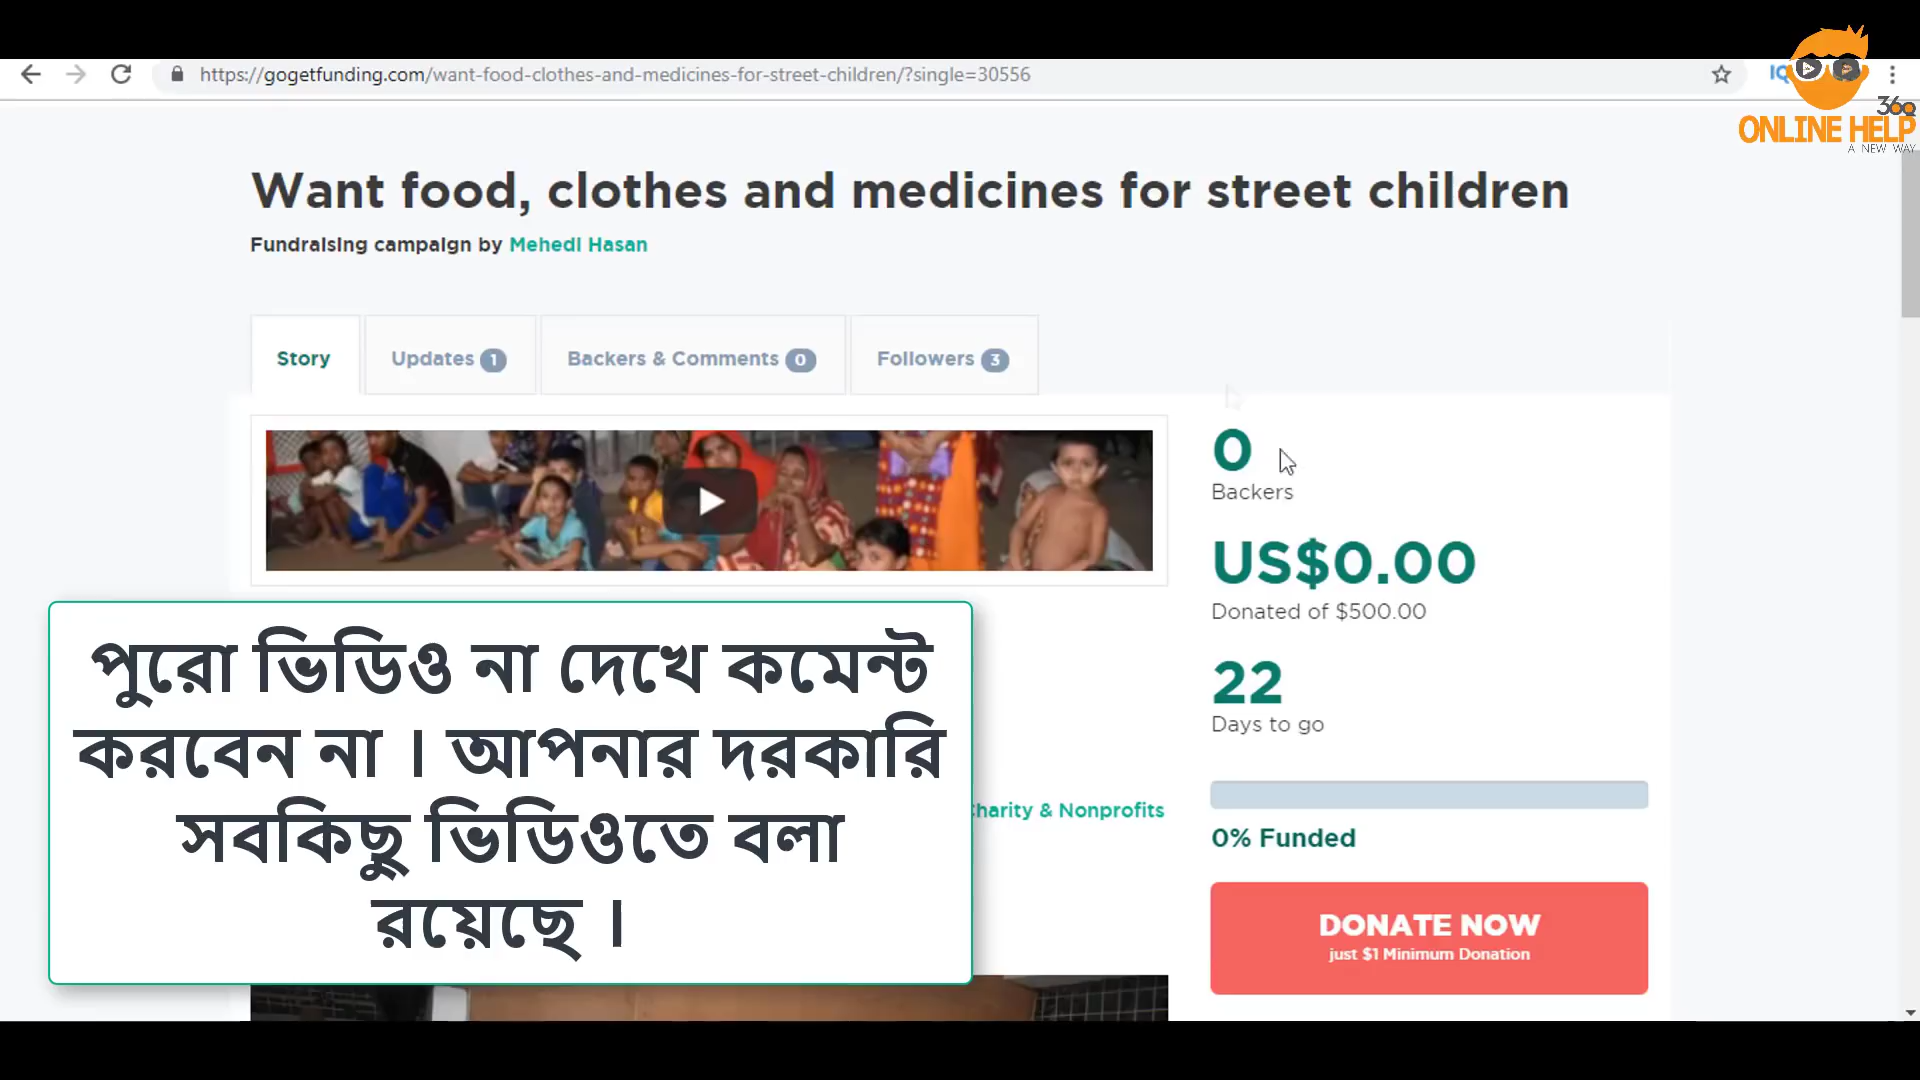 https://gogetfunding.com/want-food-clothes-and-medicines-for-street-children/?single=30556
360
ONLINE HELP
A NEW WAY
Want food, clothes and medicines for street children
Fundraising campaign by Mehedi Hasan
Story
Updates 1
Backers & Comments 0
Followers 3
0
Backers
US$0.00
Donated of $500.00
22
Days to go
পুরো ভিডিও না দেখে কমেন্ট
করবেন না । আপনার দরকারি
সবকিছু ভিডিওতে বলা
রয়েছে ।
& Nonprofits
0% Funded
DONATE NOW
just $1 Minimum Donation